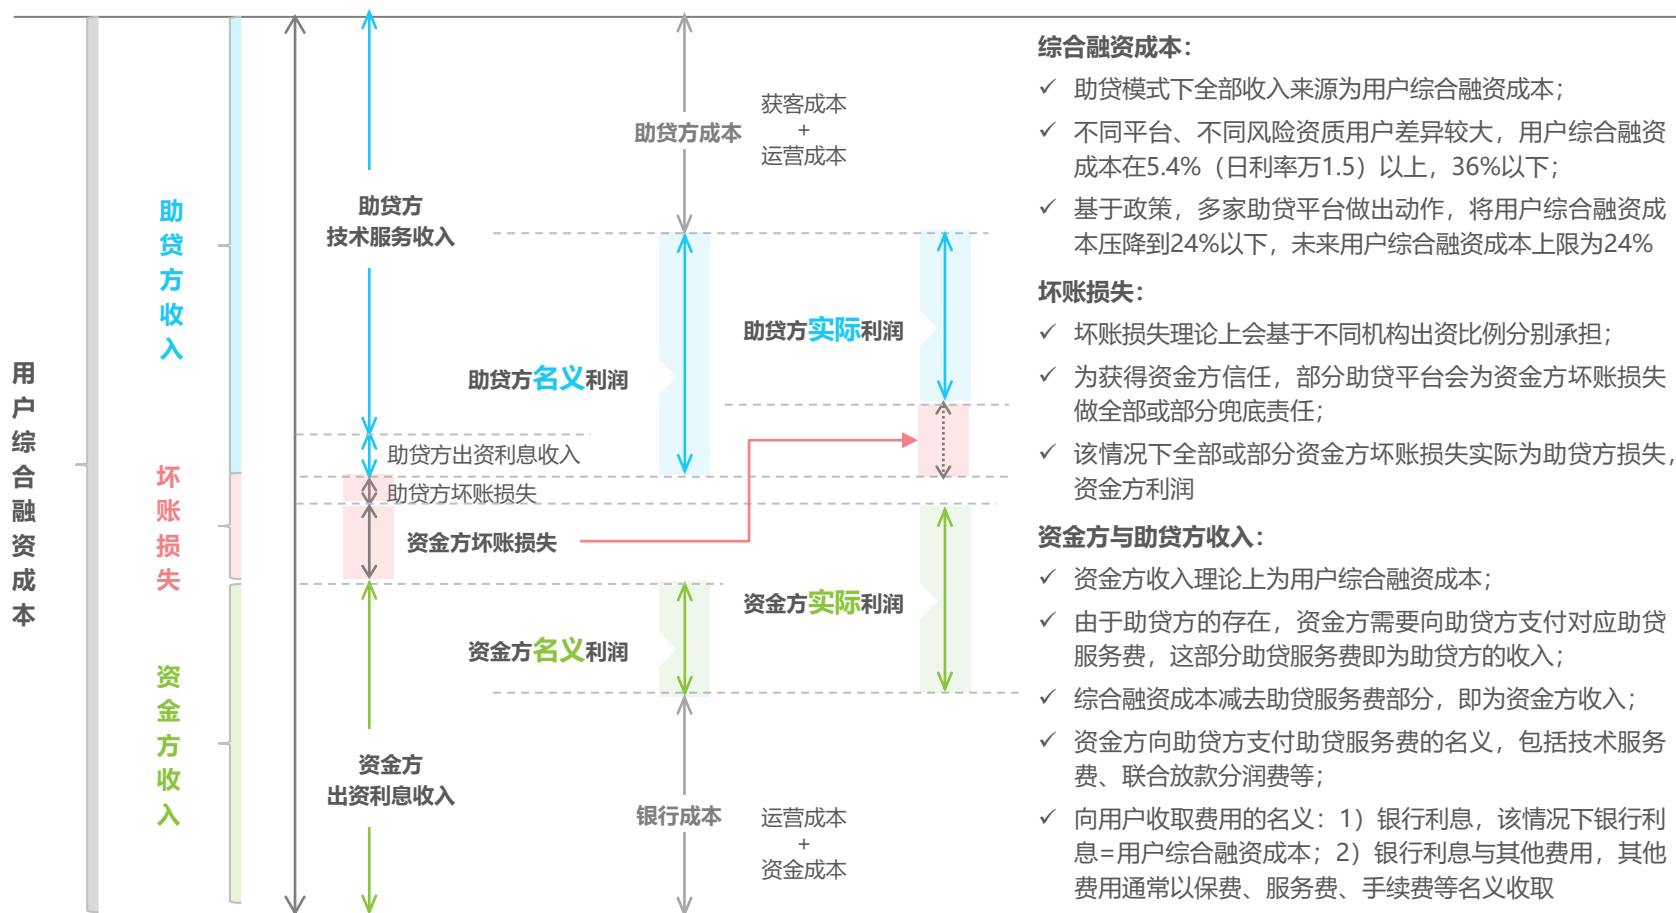 用户综合融资成本
助贷方收入
坏账损失
资金方收入
助贷方
技术服务收入
助贷方出资利息收入
助贷方坏账损失
资金方坏账损失
资金方
出资利息收入
助贷方成本
获客成本
+
运营成本
助贷方名义利润
助贷方实际利润
资金方名义利润
资金方实际利润
银行成本
运营成本
+
资金成本
综合融资成本：
✓ 助贷模式下全部收入来源为用户综合融资成本；
✓ 不同平台、不同风险资质用户差异较大，用户综合融资
成本在5.4%（日利率万1.5）以上，36%以下；
✓ 基于政策，多家助贷平台做出动作，将用户综合融资成
本压降到24%以下，未来用户综合融资成本上限为24%
坏账损失：
✓ 坏账损失理论上会基于不同机构出资比例分别承担；
✓ 为获得资金方信任，部分助贷平台会为资金方坏账损失
做全部或部分兜底责任；
✓ 该情况下全部或部分资金方坏账损失实际为助贷方损失，
资金方利润
资金方与助贷方收入：
✓ 资金方收入理论上为用户综合融资成本；
✓ 由于助贷方的存在，资金方需要向助贷方支付对应助贷
服务费，这部分助贷服务费即为助贷方的收入；
✓ 综合融资成本减去助贷服务费部分，即为资金方收入；
✓ 资金方向助贷方支付助贷服务费的名义，包括技术服务
费、联合放款分润费等；
✓ 向用户收取费用的名义：1）银行利息，该情况下银行利
息=用户综合融资成本；2）银行利息与其他费用，其他
费用通常以保费、服务费、手续费等名义收取